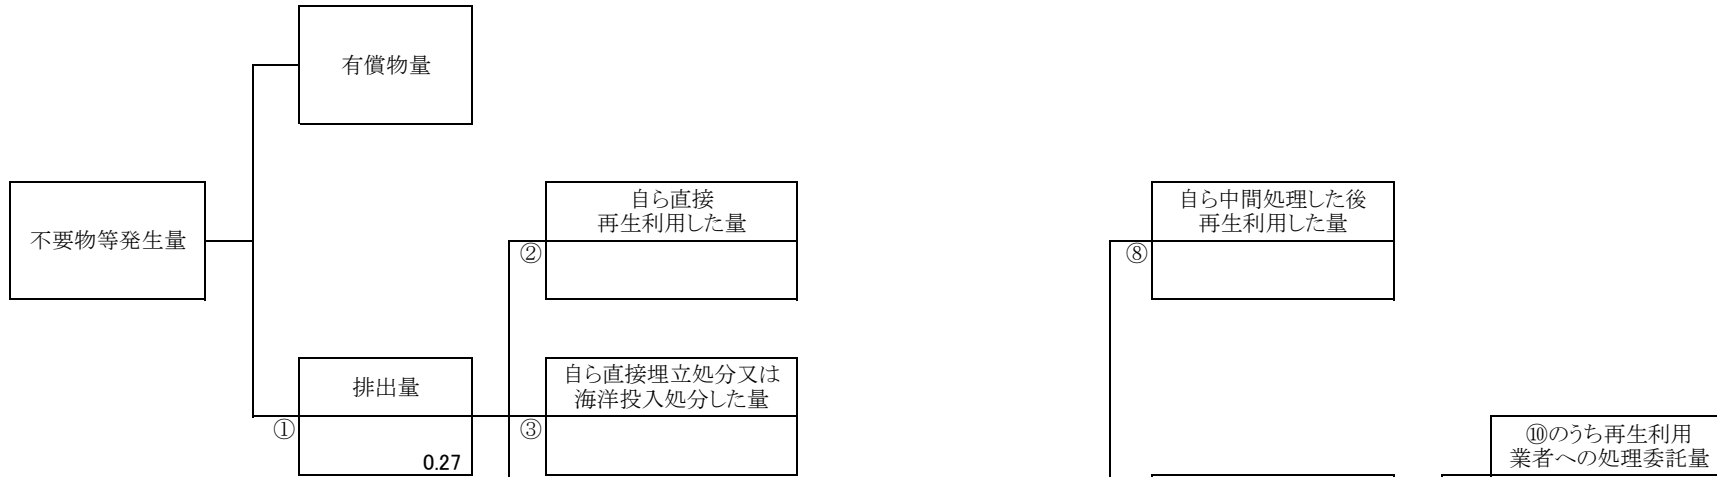 有償物量
不要物等発生量
自ら直接
再生利用した量
②
自ら中間処理した後
再生利用した量
⑧
排出量
①
0.27
自ら直接埋立処分又は
海洋投入処分した量
③
⑩のうち再生利用
業者への処理委託量